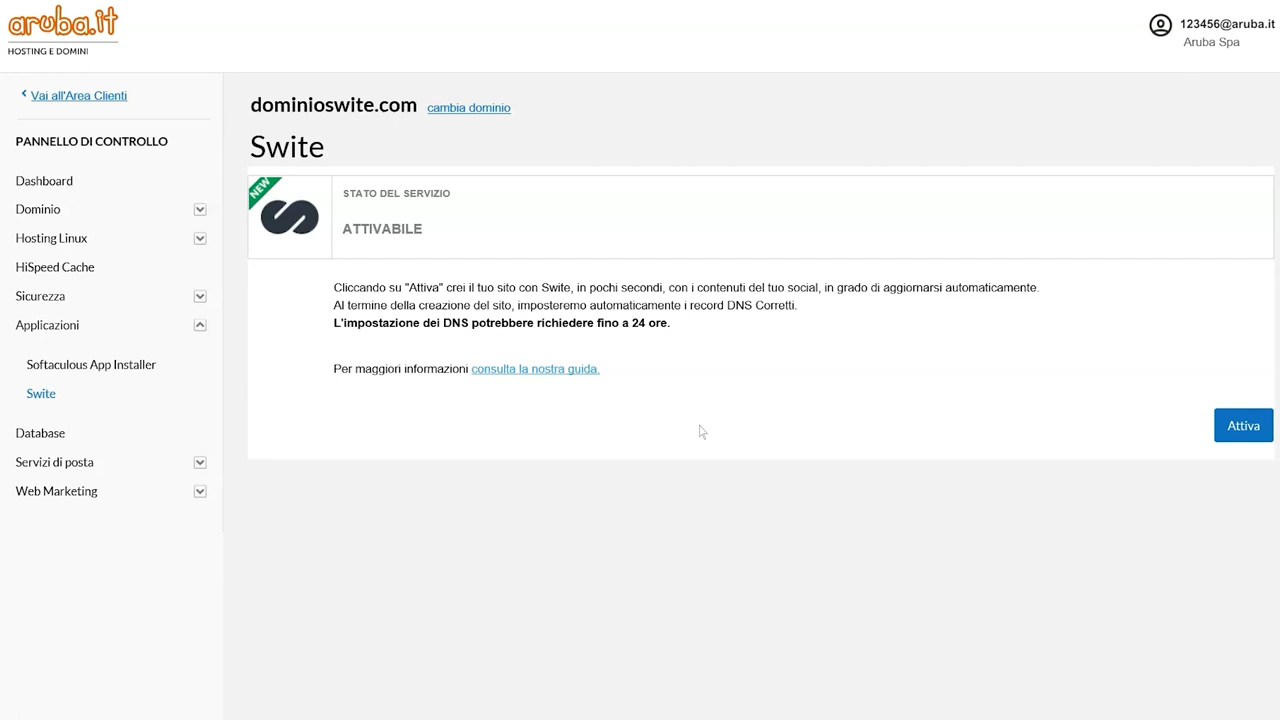 aruba.it
HOSTING E DOMINI
123456@aruba.it
Aruba Spa
Vai all'Area Clienti
PANNELLO DI CONTROLLO
Dashboard
Dominio
Hosting Linux
HiSpeed Cache
Sicurezza
Applicazioni
Softaculous App Installer
Swite
Database
Servizi di posta
Web Marketing
dominioswite.com cambia dominio
Swite
NEW
STATO DEL SERVIZIO
ATTIVABILE
Cliccando su "Attiva" crei il tuo sito con Swite, in pochi secondi, con i contenuti del tuo social, in grado di aggiornarsi automaticamente.
Al termine della creazione del sito, imposteremo automaticamente i record DNS Corretti.
L'impostazione dei DNS potrebbere richiedere fino a 24 ore.
Per maggiori informazioni consulta la nostra guida.
Attiva